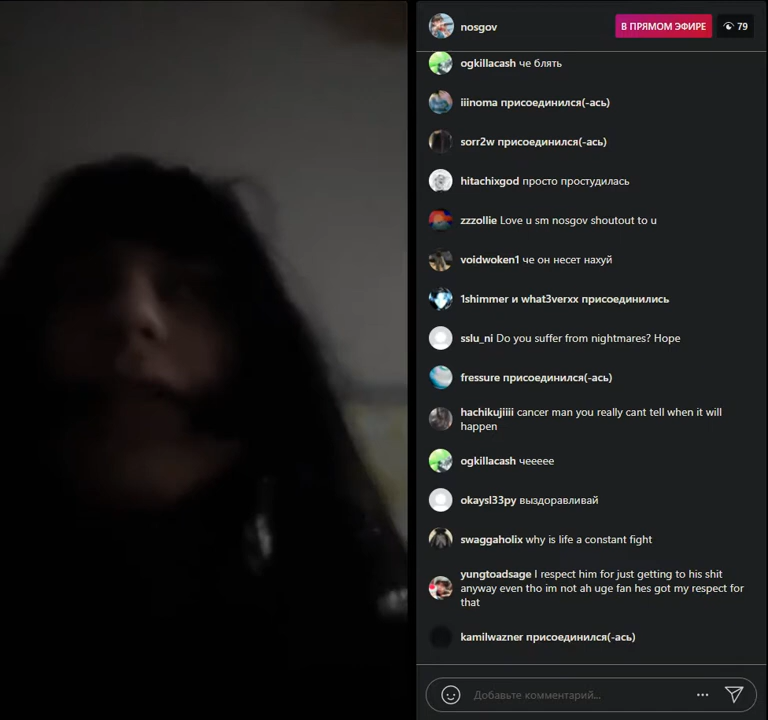 nosgov
В ПРЯМОМ ЭФИРЕ
79
ogkillacash че блять
iiinoma присоединился(-ась)
sorr2w присоединился(-ась)
hitachixgod просто простудилась
zzzollie Love u sm nosgov shoutout to u
voidwoken1 че он несет нахуй
1shimmer и what3verxx присоединились
sslu_ni Do you suffer from nightmares? Hope
fressure присоединился(-ась)
hachikujiiii cancer man you really cant tell when it will
happen
ogkillacash чеееее
okaysl33py выздоравливай
swaggaholix why is life a constant fight
yungtoadsage I respect him for just getting to his shit
anyway even tho im not ah uge fan hes got my respect for
that
kamilwazner присоединился(-ась)
Добавьте комментарий...